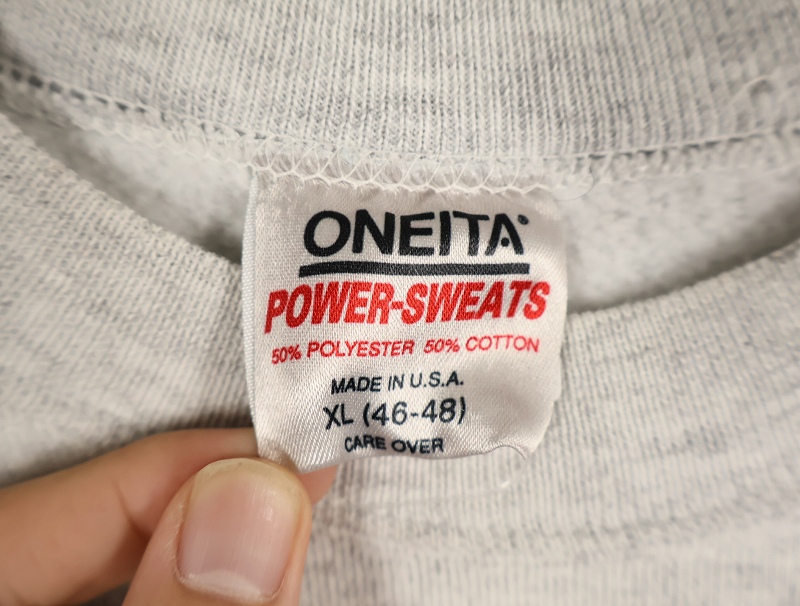 ONEITA®
POWER-SWEATS
50% POLYESTER 50% COTTON
MADE IN U.S.A.
XL (46-48)
CARE OVER